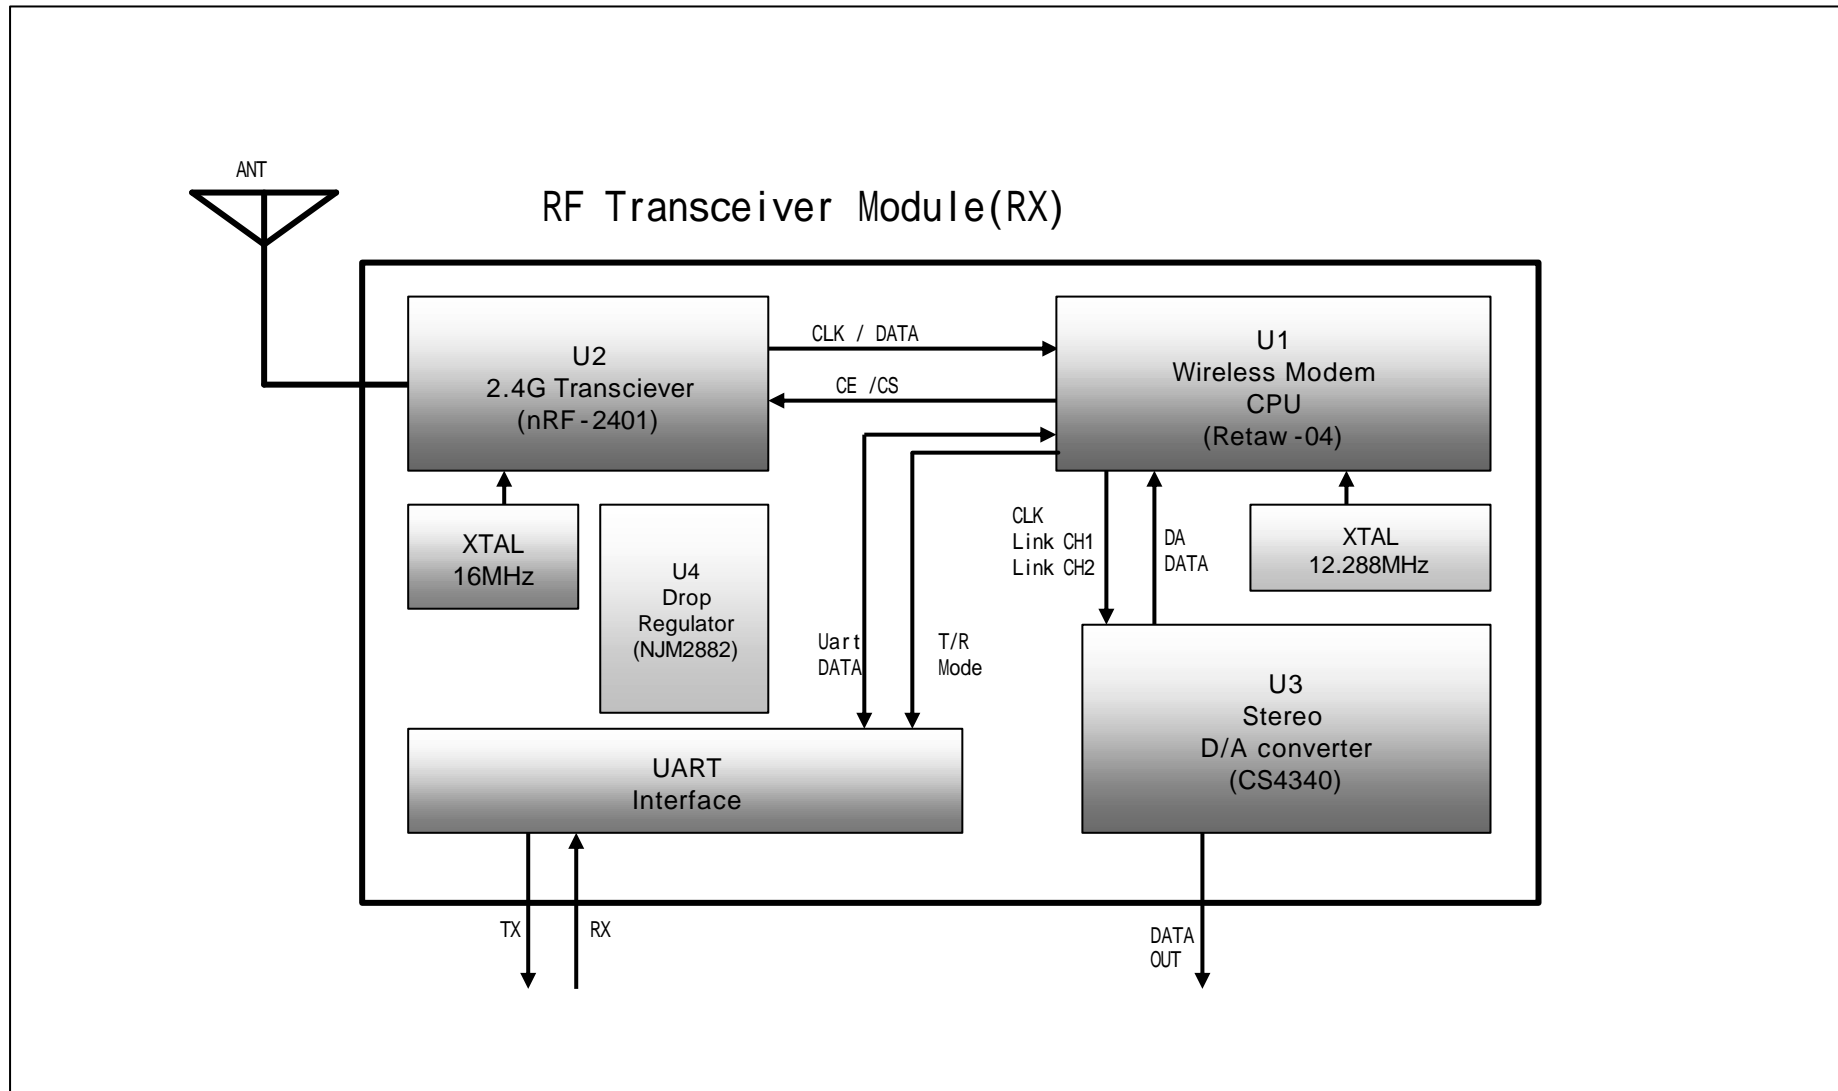 ANT
RF Transceiver Module(RX)
U2
2.4G Transciever
(nRF-2401)
CLK / DATA
CE /CS
U1
Wireless Modem
CPU
(Retaw-04)
XTAL
16MHz
U4
Drop
Regulator
(NJM2882)
CLK
Link CH1
Link CH2
DA
DATA
XTAL
12.288MHz
Uart
DATA
T/R
Mode
U3
Stereo
D/A converter
(CS4340)
UART
Interface
TX
RX
DATA
OUT